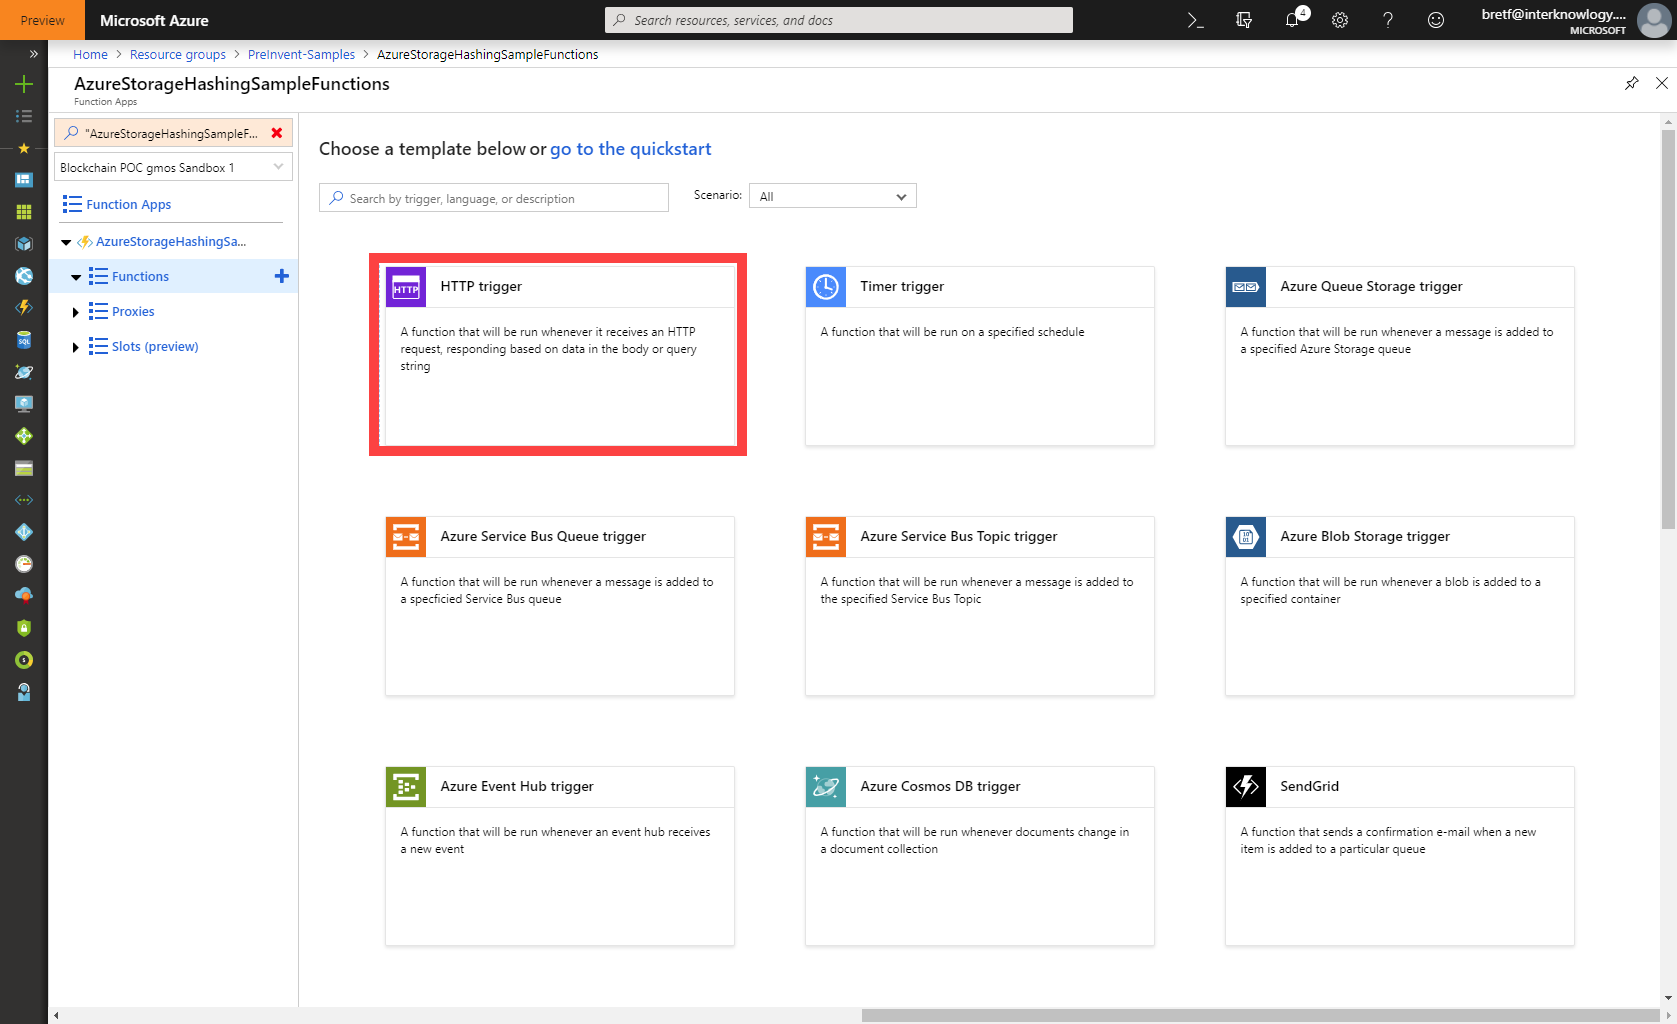 Preview
Microsoft Azure
Search resources, services, and docs
4
bretf@interknowlogy....
MICROSOFT
Home > Resource groups > PreInvent-Samples > AzureStorageHashingSampleFunctions
AzureStorageHashingSampleFunctions
Function Apps
"AzureStorageHashingSampleF...
Blockchain POC gmos Sandbox 1
Function Apps
AzureStorageHashingSa...
Functions
Proxies
Slots (preview)
Choose a template below or go to the quickstart
Search by trigger, language, or description
Scenario:
All
HTTP
HTTP trigger
A function that will be run whenever it receives an HTTP
request, responding based on data in the body or query
string
Timer trigger
A function that will be run on a specified schedule
Azure Queue Storage trigger
A function that will be run whenever a message is added to
a specified Azure Storage queue
Azure Service Bus Queue trigger
A function that will be run whenever a message is added to
a specficied Service Bus queue
Azure Service Bus Topic trigger
A function that will be run whenever a message is added to
the specified Service Bus Topic
10
01
Azure Blob Storage trigger
A function that will be run whenever a blob is added to a
specified container
Azure Event Hub trigger
A function that will be run whenever an event hub receives
a new event
Azure Cosmos DB trigger
A function that will be run whenever documents change in
a document collection
SendGrid
A function that sends a confirmation e-mail when a new
item is added to a particular queue
SQL